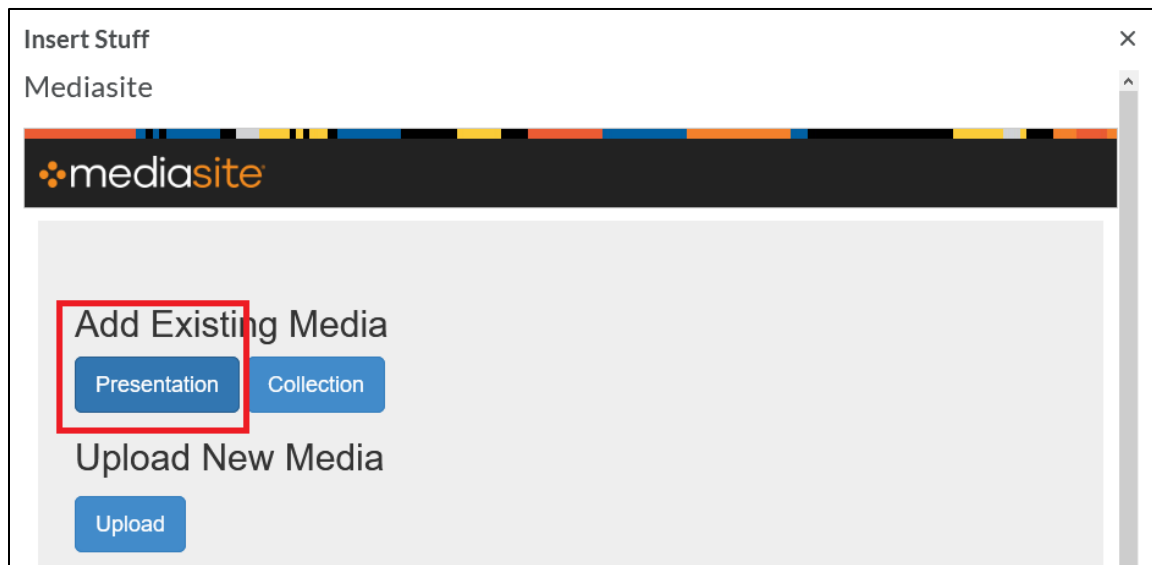 Insert Stuff
Mediasite
mediasite
Add Existing Media
Presentation Collection
Upload New Media
Upload